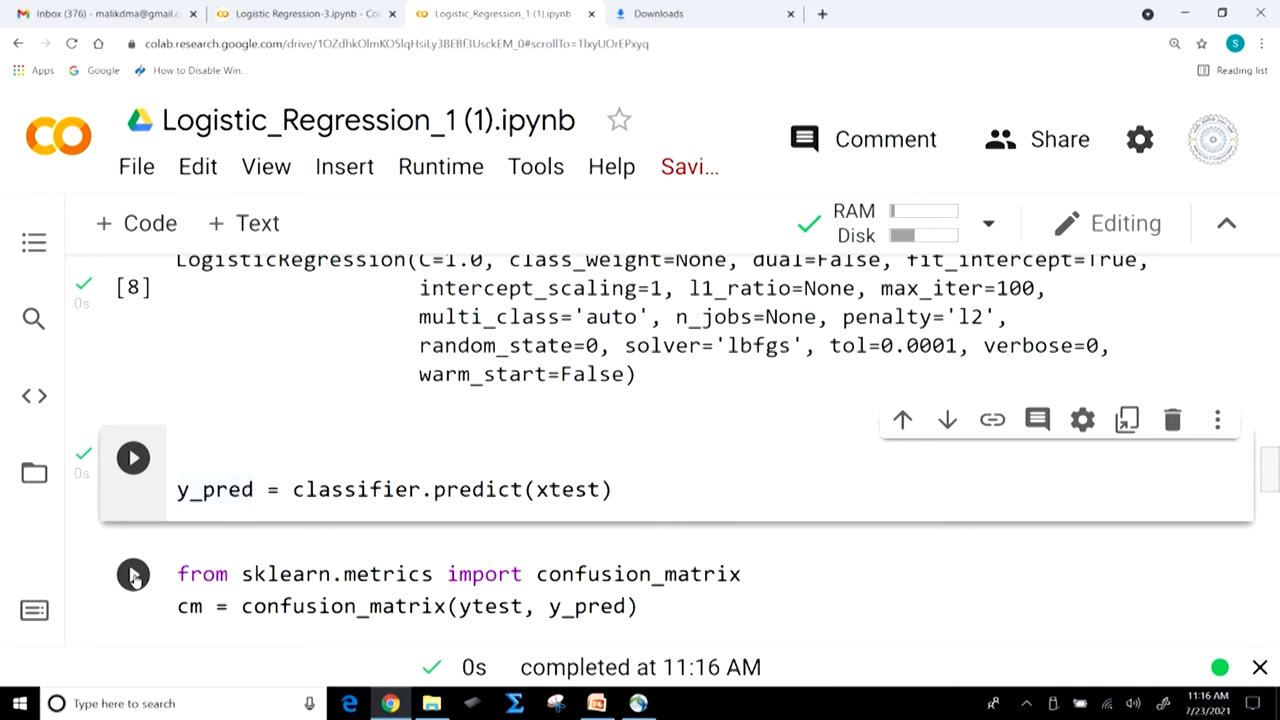 Inbox (376) - malikdma@gmail.c
Logistic Regression-3.ipynb - Col
Logistic_Regression_1 (1).ipynb
Downloads
colab.research.google.com/drive/1OZdhkOlmKOSlqHsiLy3BEBf3UsckEM_0#scrollTo=TlxyUOrEPxyq
Apps
Google
How to Disable Win...
Reading list
Logistic_Regression_1 (1).ipynb
Comment
Share
File Edit View Insert Runtime Tools Help Savi...
+ Code + Text
RAM
Disk
Editing
LogisticRegression(C=1.0, class_weight=None, dual=False, fit_intercept=True,
[8] intercept_scaling=1, l1_ratio=None, max_iter=100,
0s multi_class='auto', n_jobs=None, penalty='l2',
random_state=0, solver='lbfgs', tol=0.0001, verbose=0,
warm_start=False)
0s
y_pred = classifier.predict(xtest)
from sklearn.metrics import confusion_matrix
cm = confusion_matrix(ytest, y_pred)
0s completed at 11:16 AM
Type here to search
11:16 AM
7/23/2021